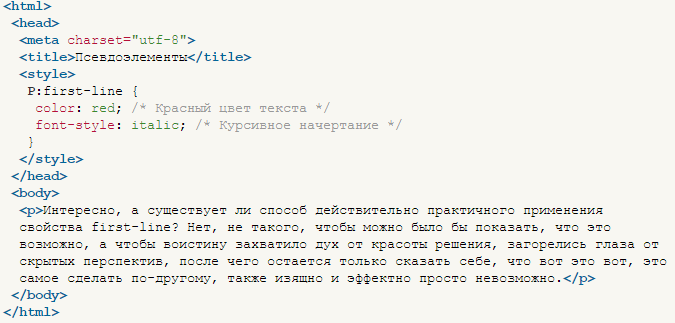 <html>
<head>
<meta charset="utf-8">
<title>Псевдоэлементы</title>
<style>
P:first-line {
color: red; /* Красный цвет текста */
font-style: italic; /* Курсивное начертание */
}
</style>
</head>
<body>
<p>Интересно, а существует ли способ действительно практичного применения
свойства first-line? Нет, не такого, чтобы можно было бы показать, что это
возможно, а чтобы воистину захватило дух от красоты решения, загорелись глаза от
скрытых перспектив, после чего остается только сказать себе, что вот это вот, это
самое сделать по-другому, также изящно и эффектно просто невозможно.</p>
</body>
</html>